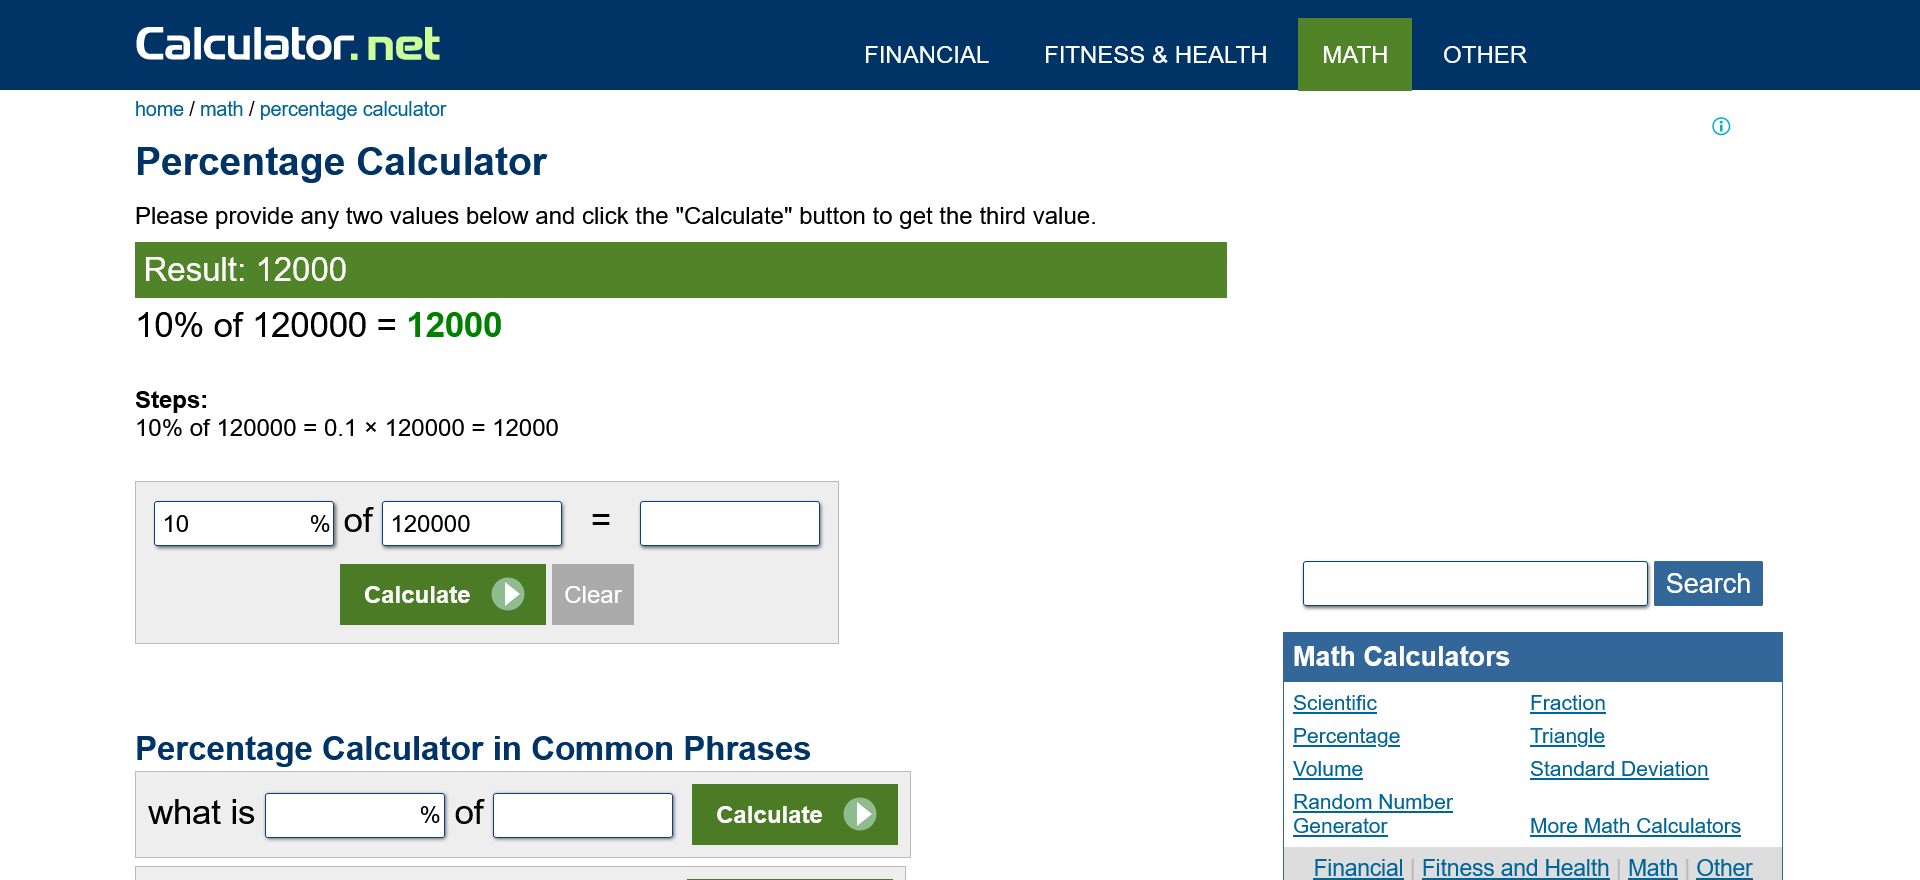 Calculator.net
FINANCIAL FITNESS & HEALTH MATH OTHER
home / math / percentage calculator
Percentage Calculator
Please provide any two values below and click the "Calculate" button to get the third value.
Result: 12000
10% of 120000 = 12000
Steps:
10% of 120000 = 0.1 × 120000 = 12000
10 % of 120000 =
Calculate Clear
Search
Percentage Calculator in Common Phrases
what is % of Calculate
Math Calculators
Scientific Fraction
Percentage Triangle
Volume Standard Deviation
Random Number
Generator More Math Calculators
Financial | Fitness and Health | Math | Other